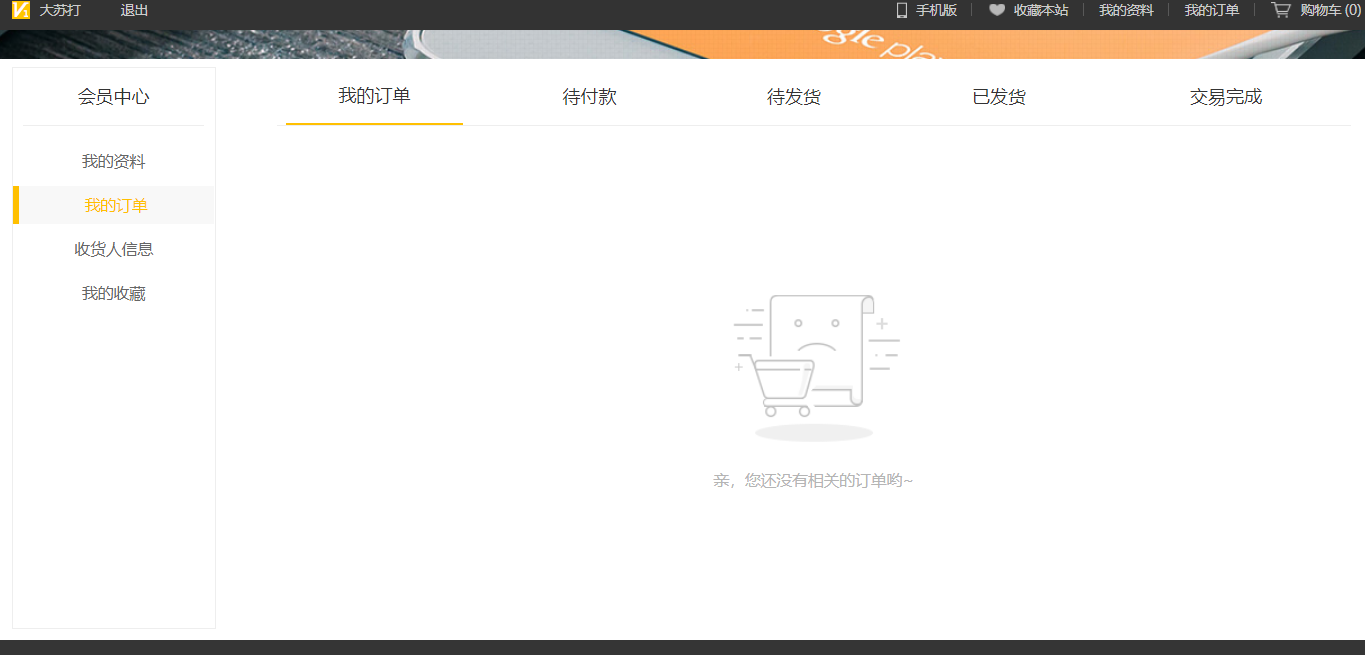 V1 大苏打 退出 手机版 收藏本站 我的资料 我的订单 购物车 (0)
gle play
会员中心
我的订单 待付款 待发货 已发货 交易完成
我的资料
我的订单
收货人信息
我的收藏
亲，您还没有相关的订单哟~